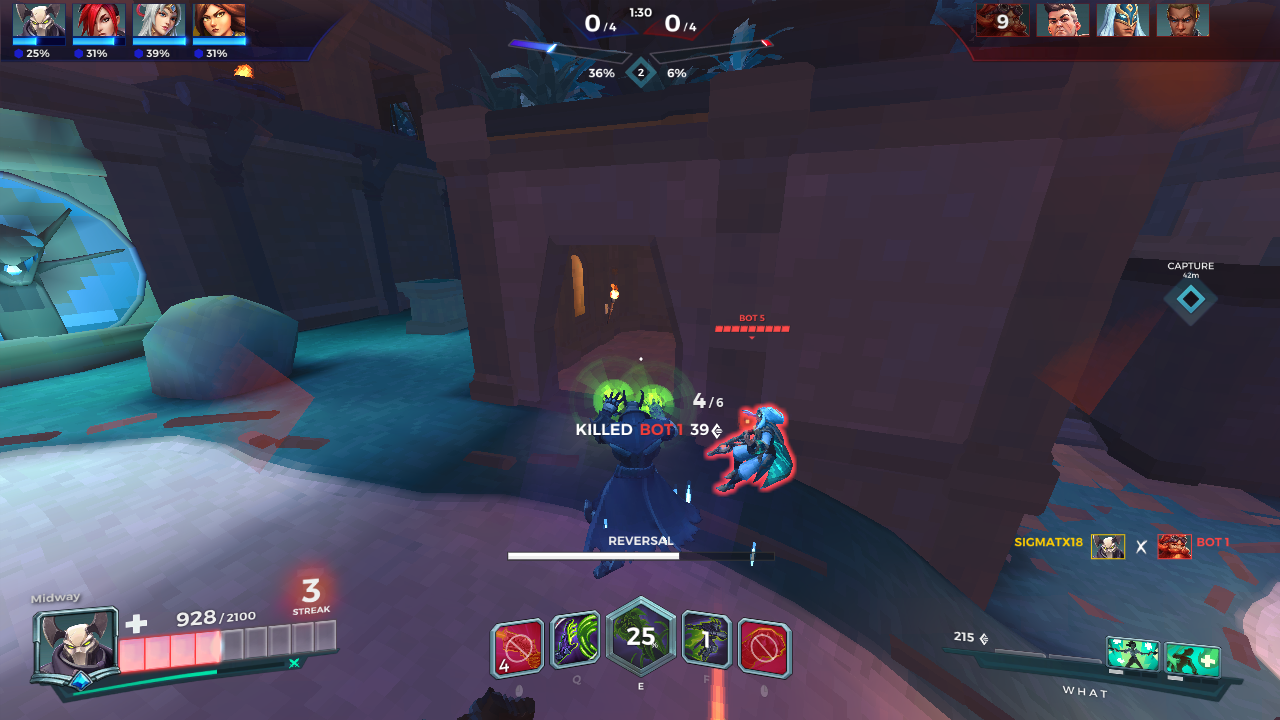 1:30
0/4 0/4
25% 31% 39% 31%
9
36% 2 6%
CAPTURE
42m
BOT 5
4/6
KILLED BOT 1 39
REVERSAL
SIGMATX18 X BOT 1
3
STREAK
Midway
928/2100
4
25%
1
Q E F
215
WHAT